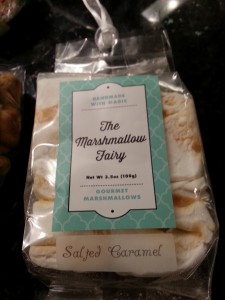 HANDMADE
WITH MAGIC
The
Marshmallow
Fairy
Net Wt 3.5oz (100g)
GOURMET
MARSHMALLOWS
Salted Caramel